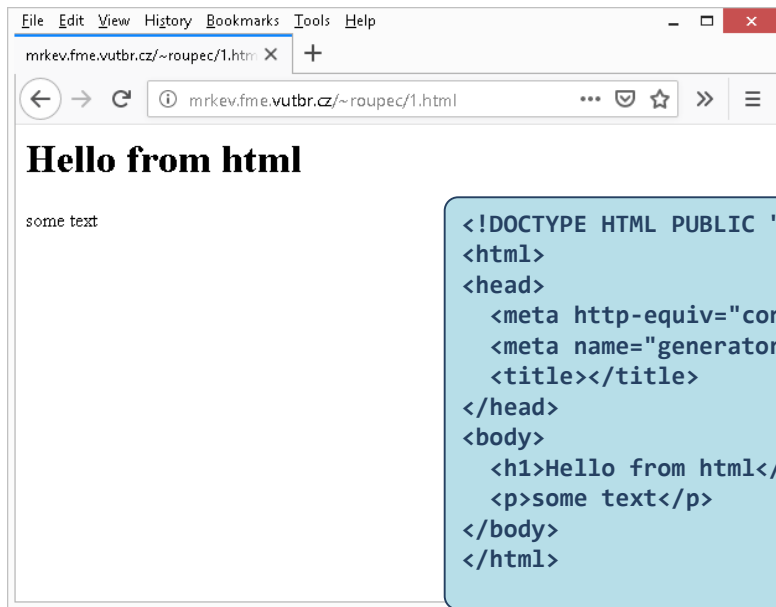 File Edit View History Bookmarks Tools Help
mrkev.fme.vutbr.cz/~roupec/1.htm
mrkev.fme.vutbr.cz/~roupec/1.html
Hello from html
some text
<!DOCTYPE HTML PUBLIC "
<html>
<head>
<meta http-equiv="con
<meta name="generator
<title></title>
</head>
<body>
<h1>Hello from html</
<p>some text</p>
</body>
</html>